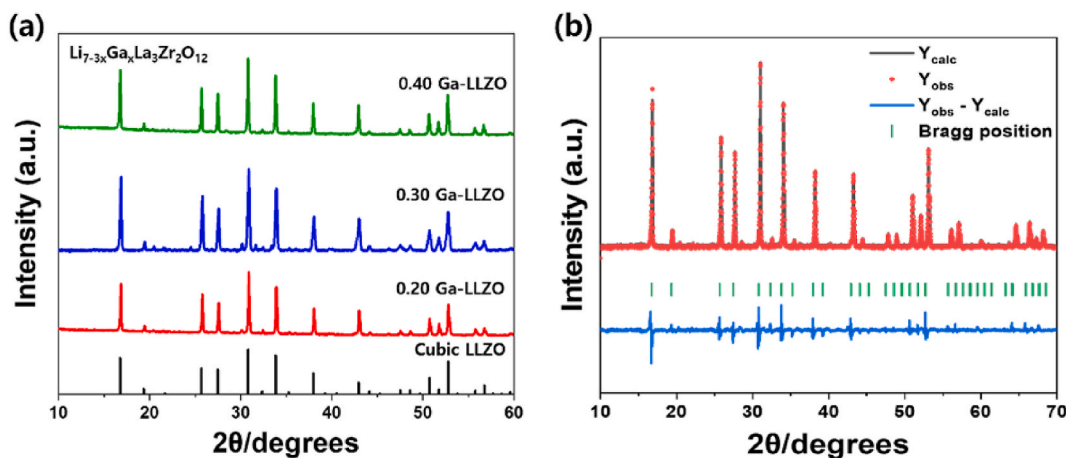 (a)
Li7-3xGaxLa3Zr2O12
0.40 Ga-LLZO
0.30 Ga-LLZO
0.20 Ga-LLZO
Cubic LLZO
Intensity (a.u.)
10 20 30 40 50 60
2θ/degrees
(b)
Ycalc
Yobs
Yobs - Ycalc
Bragg position
Intensity (a.u.)
10 20 30 40 50 60 70
2θ/degrees